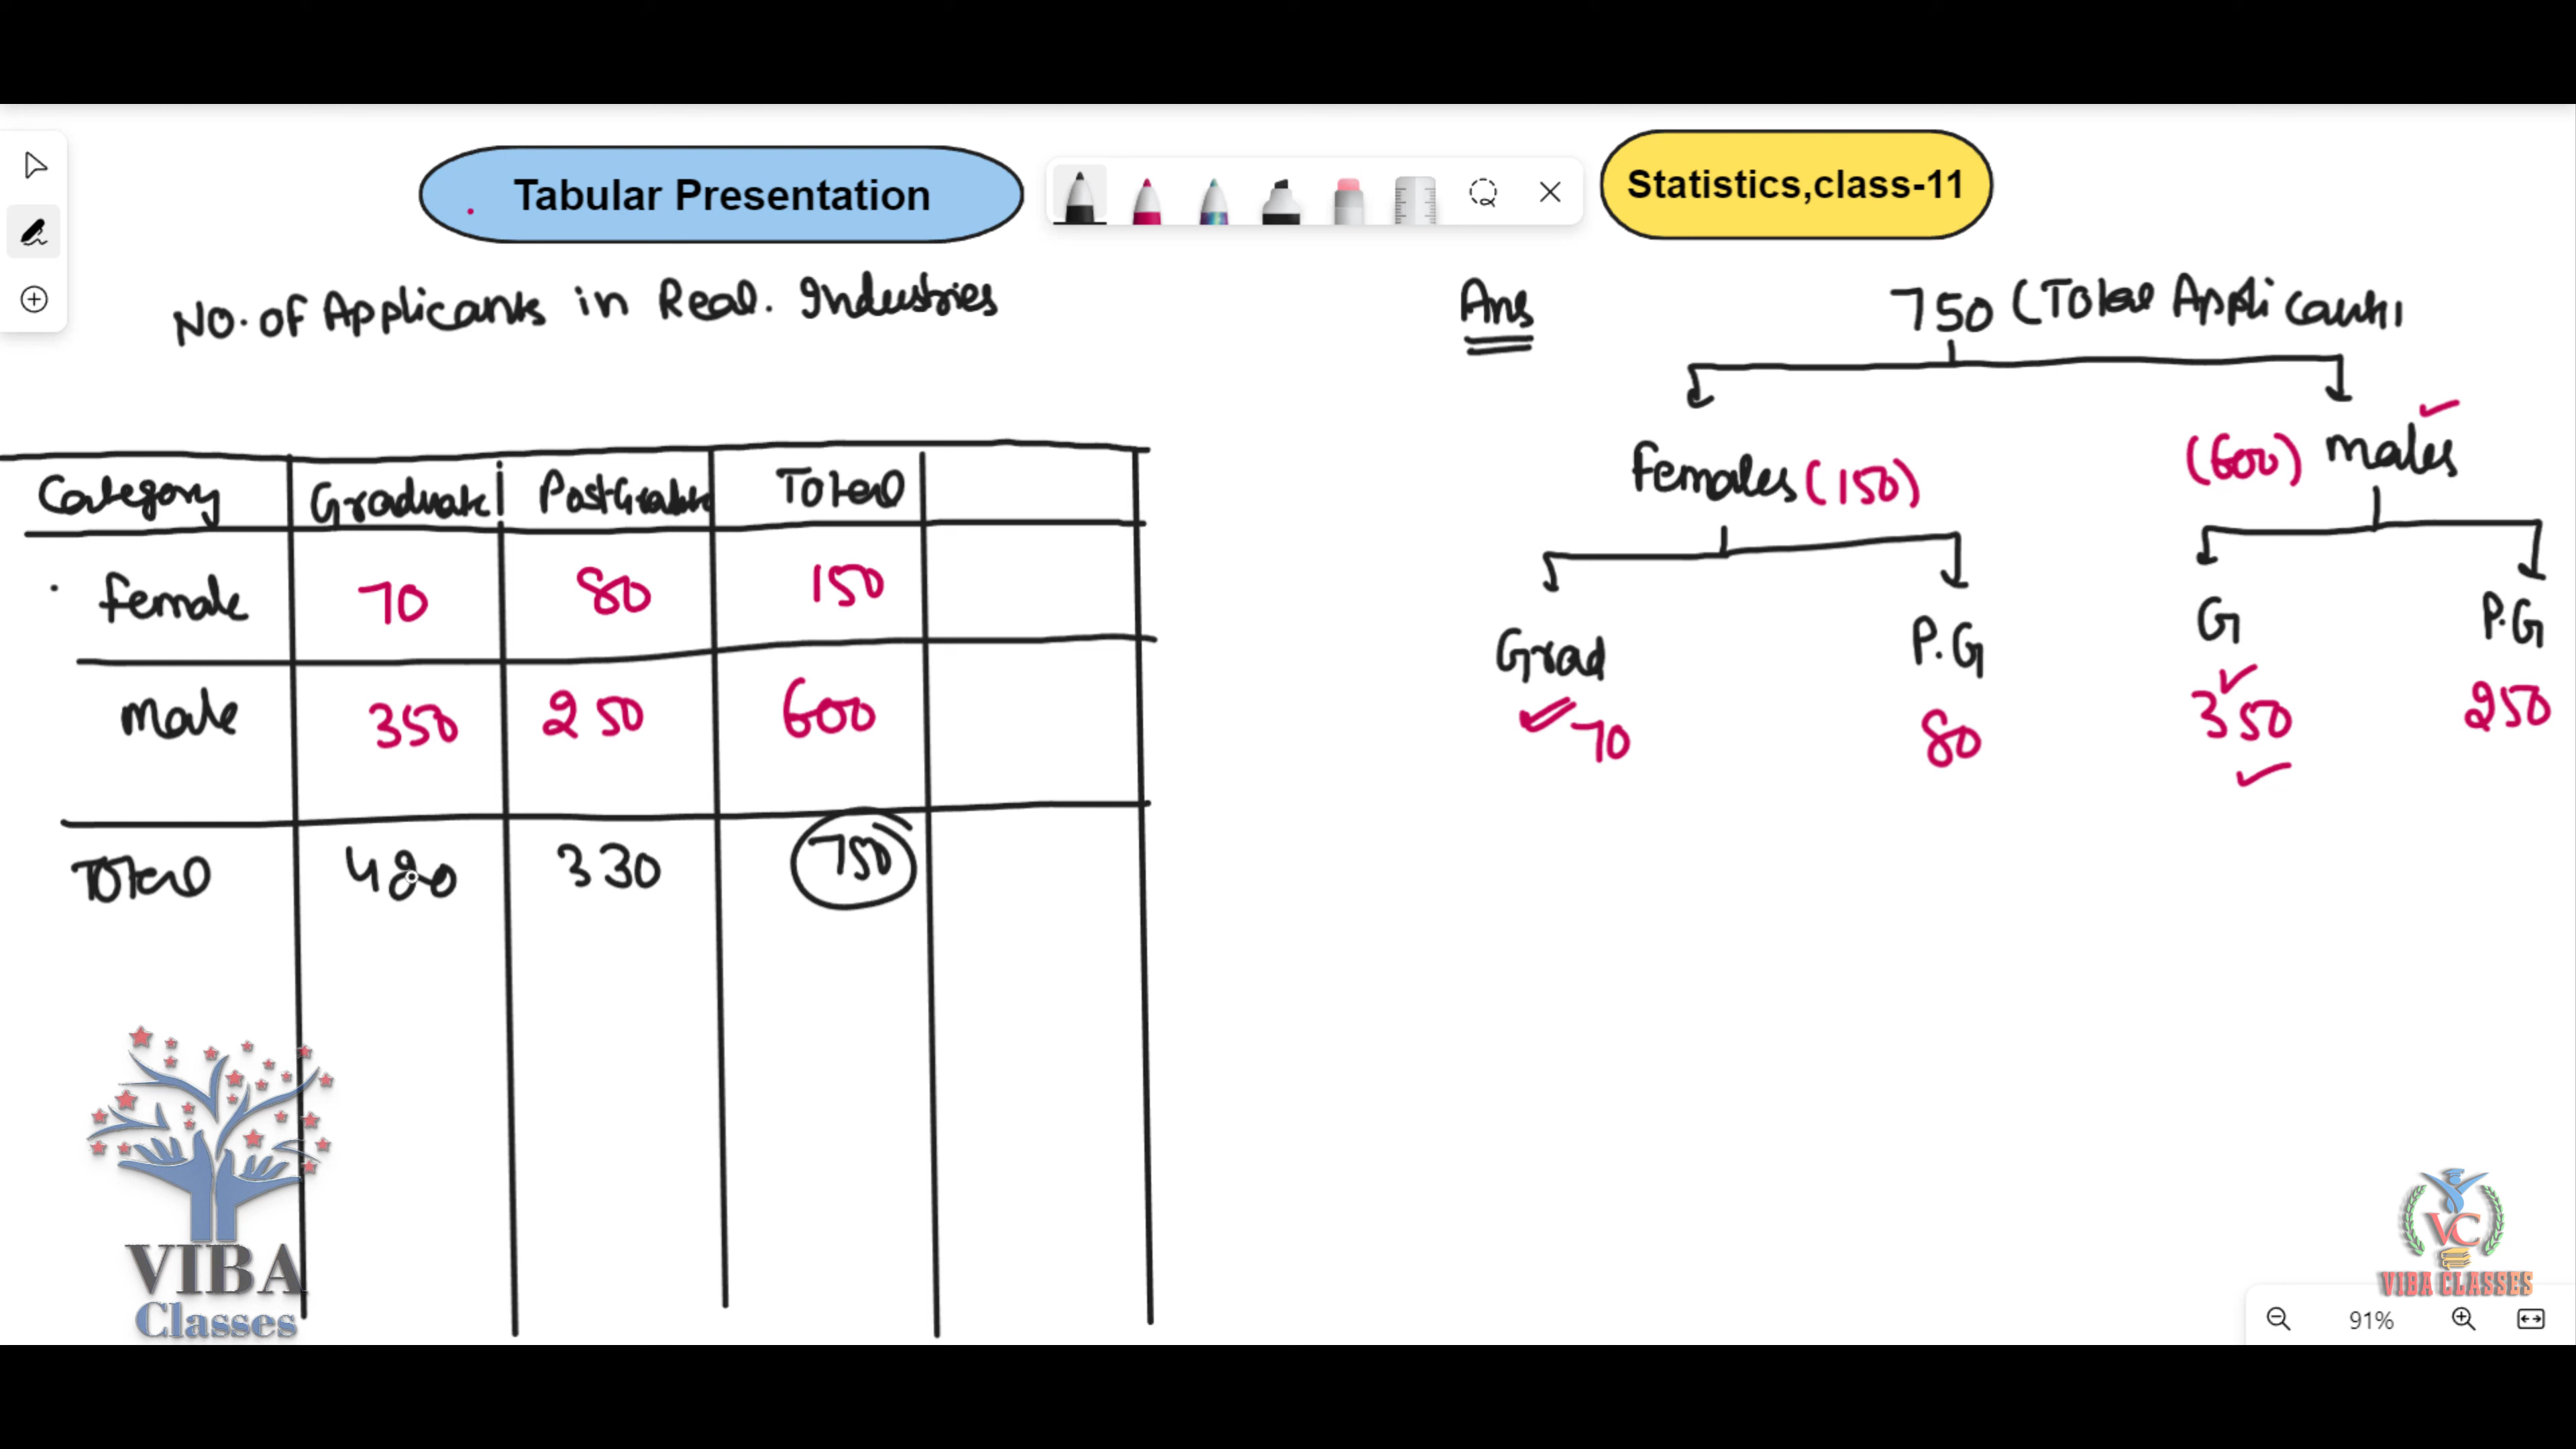 Tabular Presentation
Statistics,class-11
No. of Applicants in Real. Industries
Category Graduate Total
Female 70 80 150
Male 350 250 600
Total 420 330 750
Ans
750 (Total Applicants
Females (150)
(600) Males
Grad P.G G P.G
70 80 350 250
VIBA
Classes
VC
VIBA CLASSES
91%